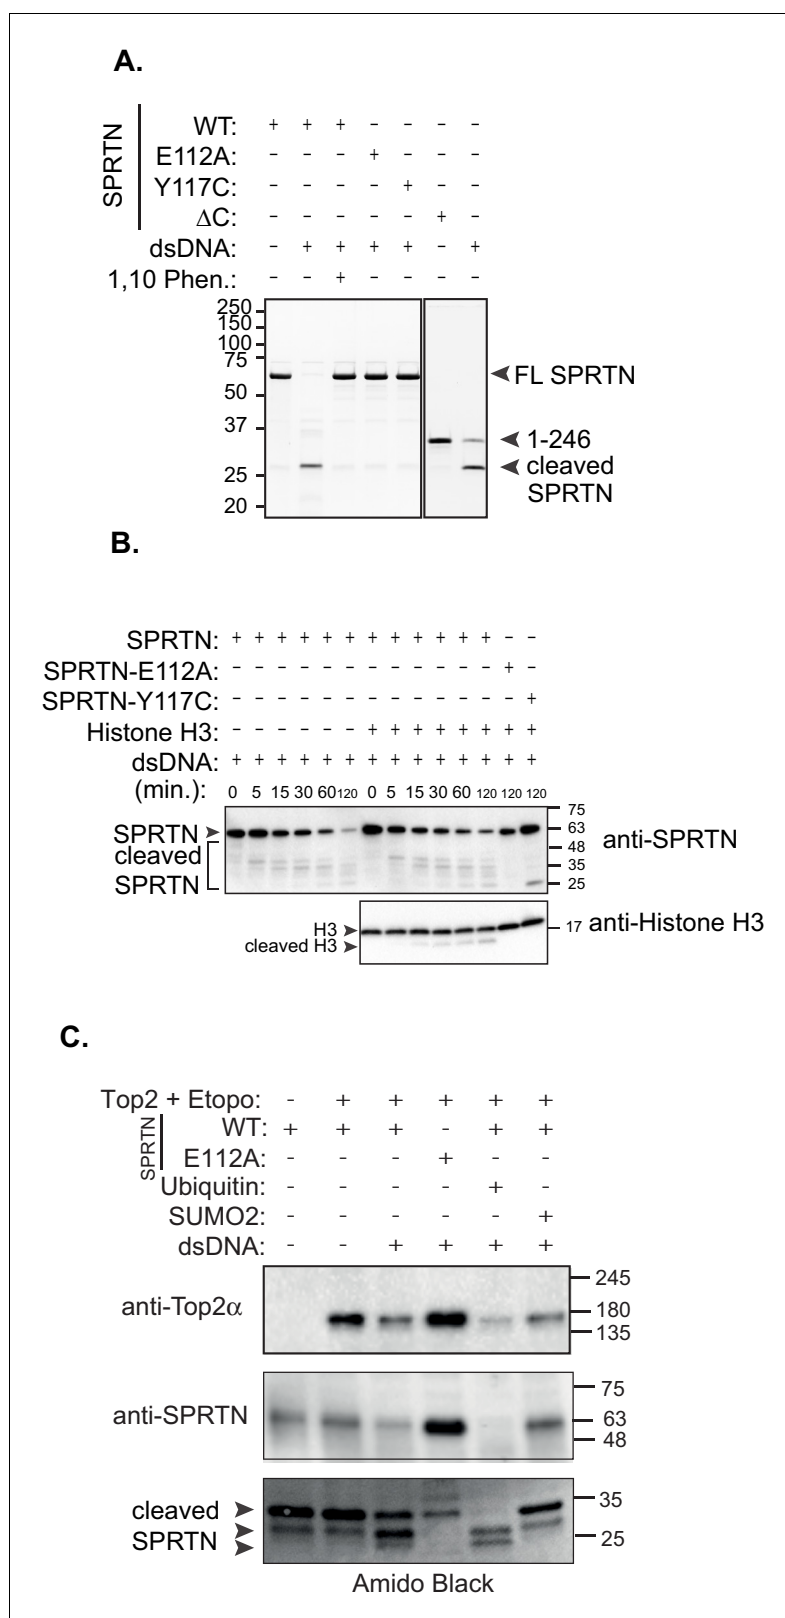 A.
SPRTN
WT: + + + - - - -
E112A: - - - + - - -
Y117C: - - - - + - -
ΔC: - - - - - + -
dsDNA: - + + + + - +
1,10 Phen.: - - + - - - -
250
150
100
75
50
37
25
20
FL SPRTN
1-246
cleaved
SPRTN
B.
SPRTN: + + + + + + + + + + + + - -
SPRTN-E112A: - - - - - - - - - - - - + -
SPRTN-Y117C: - - - - - - - - - - - - - +
Histone H3: - - - - - - + + + + + + + +
dsDNA: + + + + + + + + + + + + + +
(min.): 0 5 15 30 60 120 0 5 15 30 60 120 120 120
SPRTN
cleaved
SPRTN
75
63
48
35
25
anti-SPRTN
H3
cleaved H3
17
anti-Histone H3
C.
Top2 + Etopo: - + + + + +
SPRTN
WT: + + + - + +
E112A: - - - + - -
Ubiquitin: - - - - + -
SUMO2: - - - - - +
dsDNA: - - + + + +
anti-Top2α
245
180
135
anti-SPRTN
75
63
48
cleaved
SPRTN
35
25
Amido Black